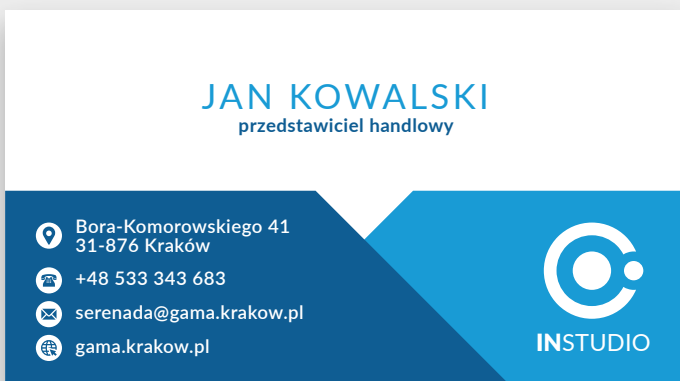 JAN KOWALSKI
przedstawiciel handlowy
Bora-Komorowskiego 41
31-876 Kraków
+48 533 343 683
serenada@gama.krakow.pl
gama.krakow.pl
INSTUDIO